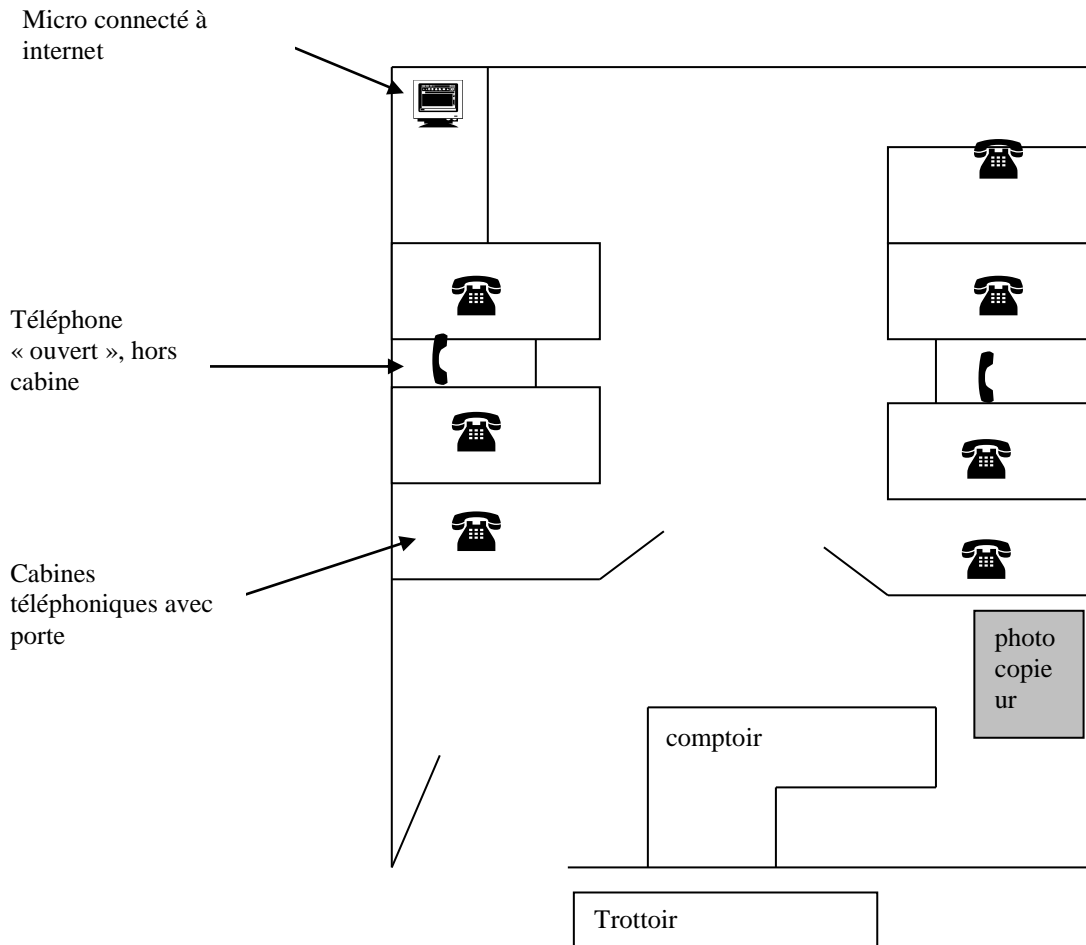 Micro connecté à
internet
Téléphone
« ouvert », hors
cabine
Cabines
téléphoniques avec
porte
photo
copie
ur
comptoir
Trottoir